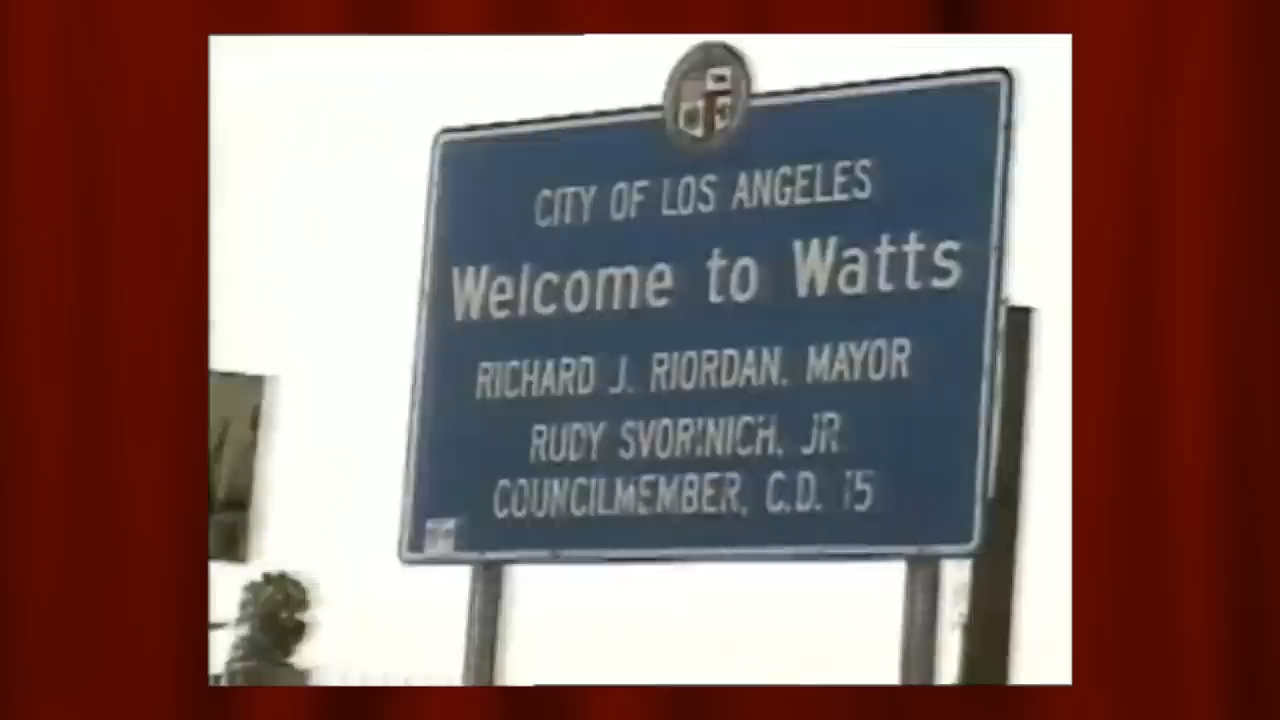 CITY OF LOS ANGELES
Welcome to Watts
RICHARD J. RIORDAN, MAYOR
RUDY SVORINICH, JR.
COUNCILMEMBER, C.D. 15